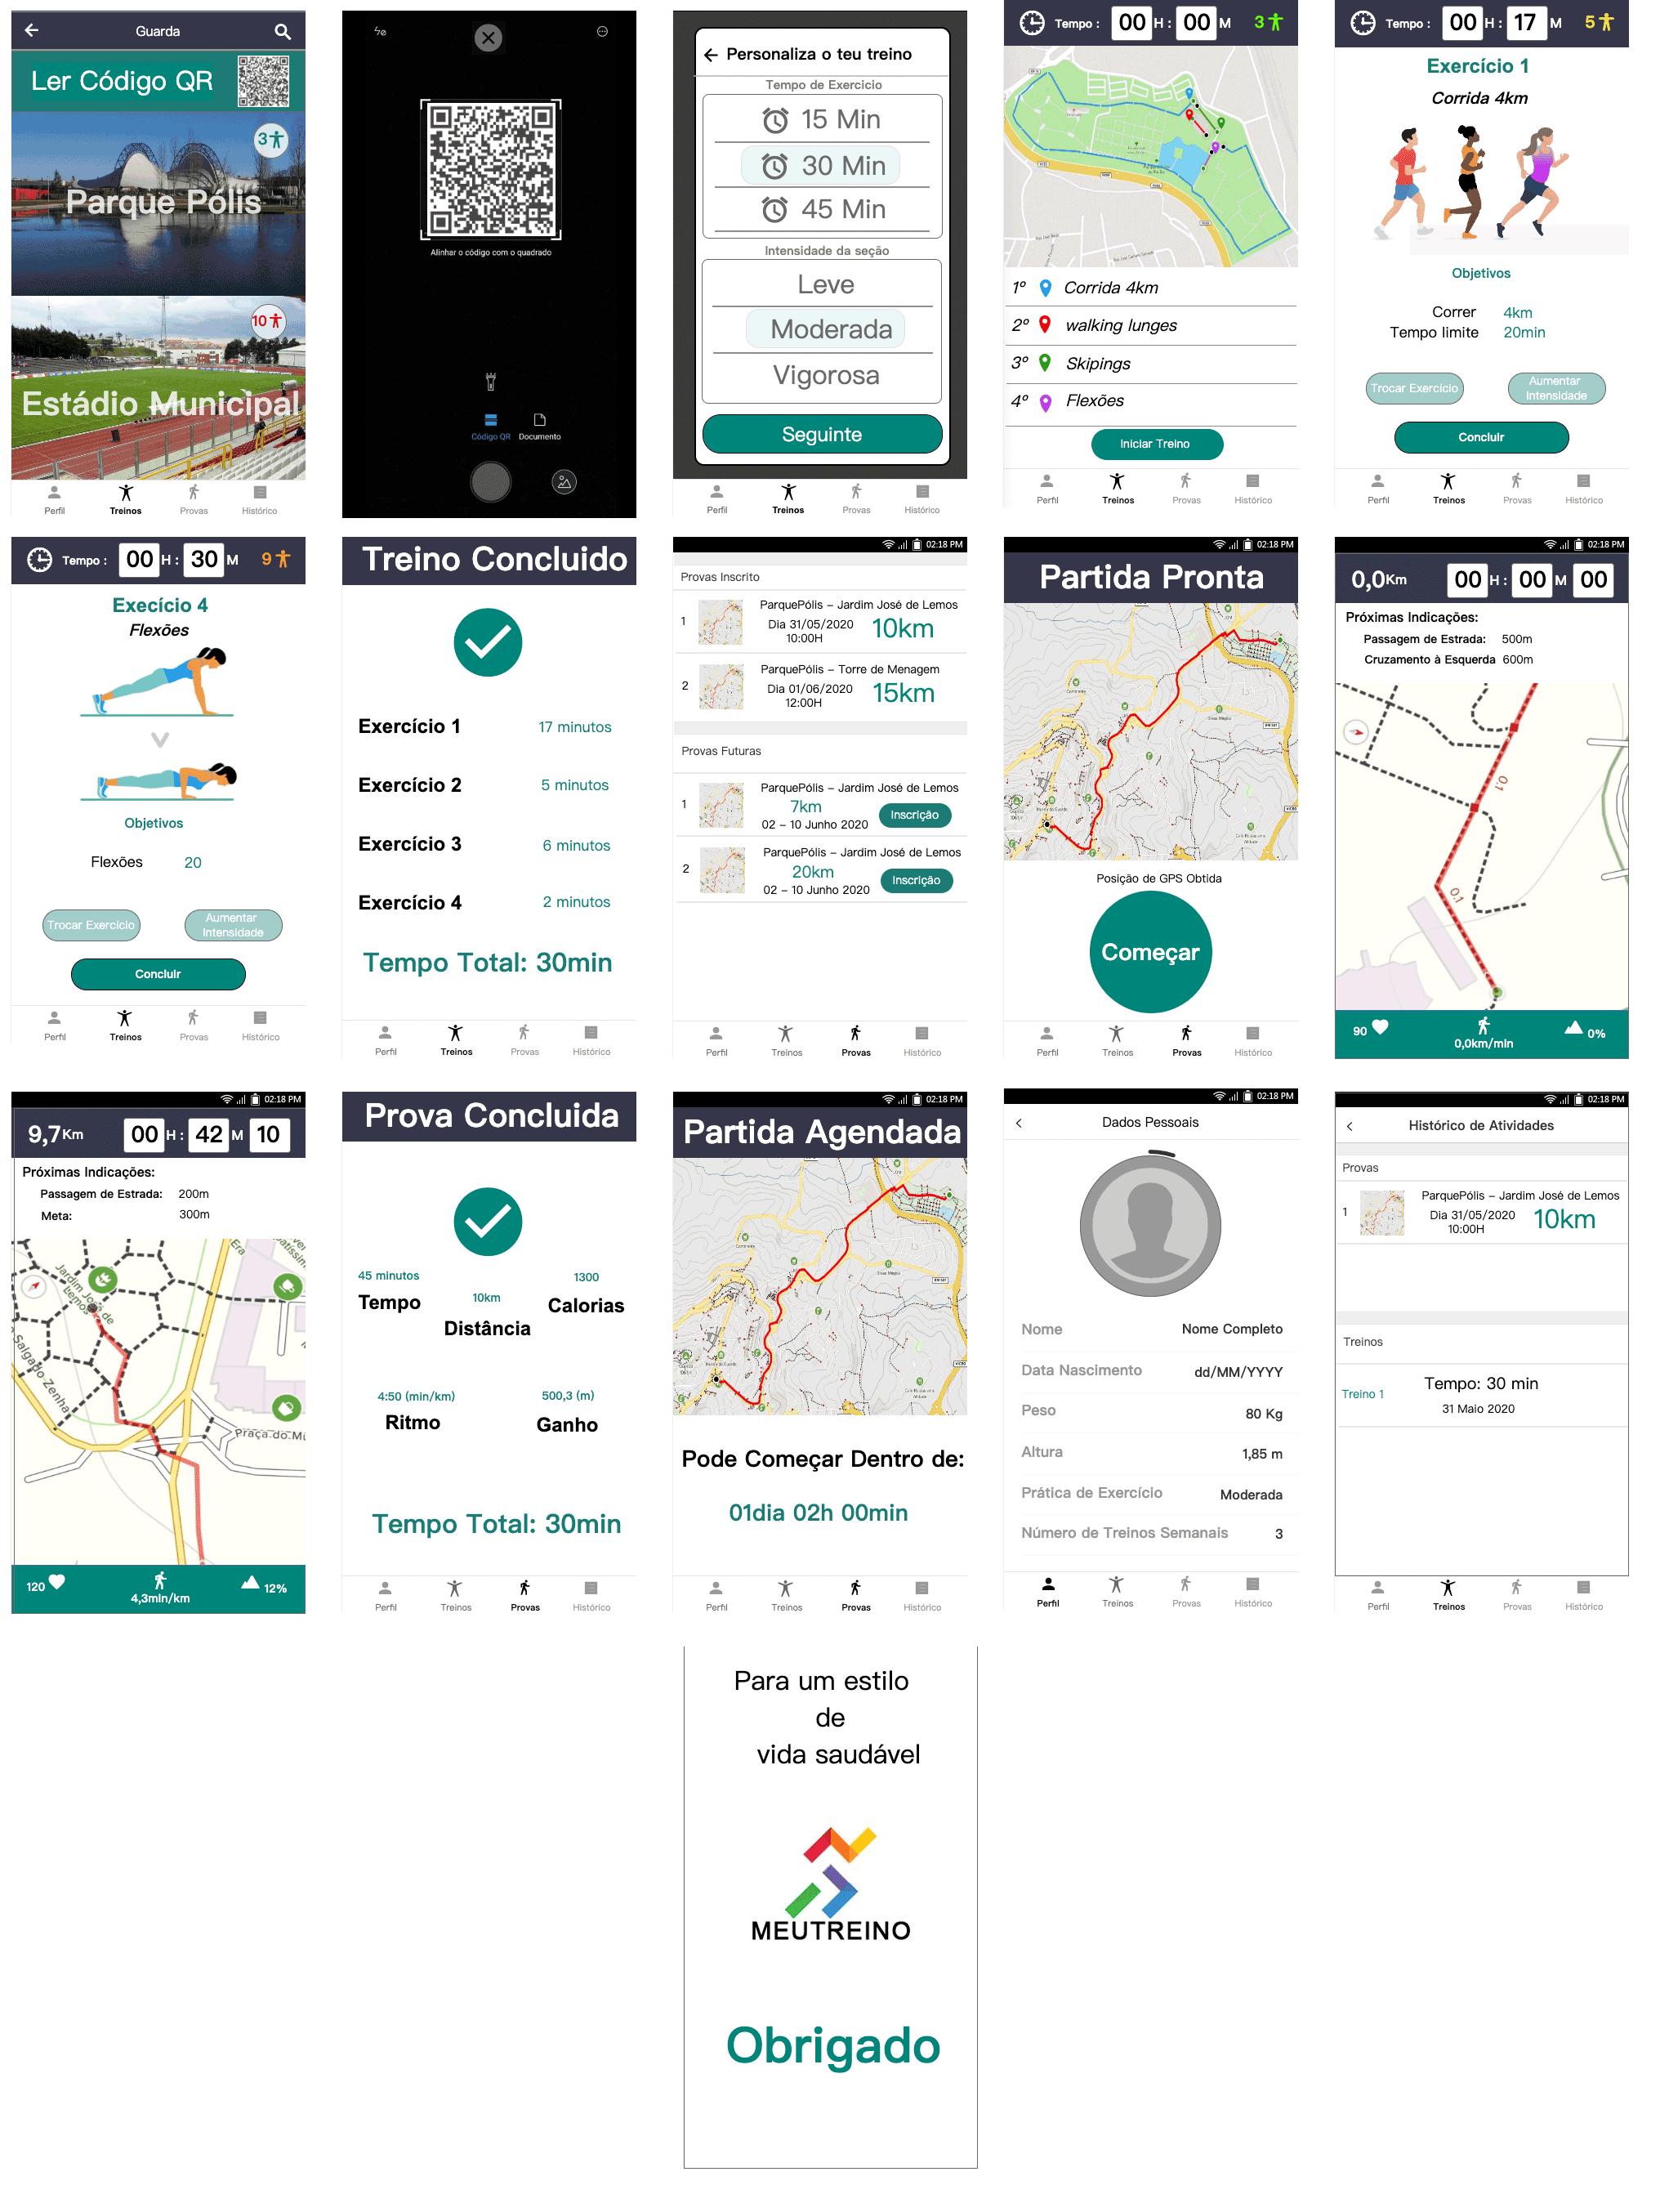 Guarda
Ler Código QR
3
Parque Pólis
10
Estádio Municipal
Perfil Treinos Provas Histórico
Alinhar o código com o quadrado
Código QR Documento
Personaliza o teu treino
Tempo de Exercicio
15 Min
30 Min
45 Min
Intensidade da seção
Leve
Moderada
Vigorosa
Seguinte
Perfil Treinos Provas Histórico
Tempo : 00 H : 00 M 3
1º Corrida 4km
2º walking lunges
3º Skipings
4º Flexões
Iniciar Treino
Perfil Treinos Provas Histórico
Tempo : 00 H : 17 M 5
Exercício 1
Corrida 4km
Objetivos
Correr 4km
Tempo limite 20min
Trocar Exercício
Aumentar
Intensidade
Concluir
Perfil Treinos Provas Histórico
Tempo : 00 H : 30 M 9
Execício 4
Flexões
Objetivos
Flexões 20
Trocar Exercício
Aumentar
Intensidade
Concluir
Perfil Treinos Provas Histórico
Treino Concluido
Exercício 1 17 minutos
Exercício 2 5 minutos
Exercício 3 6 minutos
Exercício 4 2 minutos
Tempo Total: 30min
Perfil Treinos Provas Histórico
02:18 PM
Provas Inscrito
ParquePólis – Jardim José de Lemos
1 Dia 31/05/2020 10km
10:00H
ParquePólis – Torre de Menagem
2 Dia 01/06/2020 15km
12:00H
Provas Futuras
ParquePólis – Jardim José de Lemos
1 7km Inscrição
02 – 10 Junho 2020
ParquePólis – Jardim José de Lemos
2 20km Inscrição
02 – 10 Junho 2020
Perfil Treinos Provas Histórico
02:18 PM
Partida Pronta
Posição de GPS Obtida
Começar
Perfil Treinos Provas Histórico
02:18 PM
0,0Km 00 H : 00 M 00
Próximas Indicações:
Passagem de Estrada: 500m
Cruzamento à Esquerda 600m
0.1
0.1
90 0,0km/min 0%
02:18 PM
9,7Km 00 H : 42 M 10
Próximas Indicações:
Passagem de Estrada: 200m
Meta: 300m
Jardim José de
Lemos
Salgado Zenha
Era
Praça do Mu
120 4,3min/km 12%
Prova Concluida
45 minutos
Tempo
10km
Distância
1300
Calorias
4:50 (min/km)
Ritmo
500,3 (m)
Ganho
Tempo Total: 30min
Perfil Treinos Provas Histórico
02:18 PM
Partida Agendada
Pode Começar Dentro de:
01dia 02h 00min
Perfil Treinos Provas Histórico
02:18 PM
Dados Pessoais
Nome Nome Completo
Data Nascimento dd/MM/YYYY
Peso 80 Kg
Altura 1,85 m
Prática de Exercício Moderada
Número de Treinos Semanais 3
Perfil Treinos Provas Histórico
02:18 PM
Histórico de Atividades
Provas
ParquePólis – Jardim José de Lemos
1 Dia 31/05/2020 10km
10:00H
Treinos
Treino 1 Tempo: 30 min
31 Maio 2020
Perfil Treinos Provas Histórico
Para um estilo
de
vida saudável
MEUTREINO
Obrigado